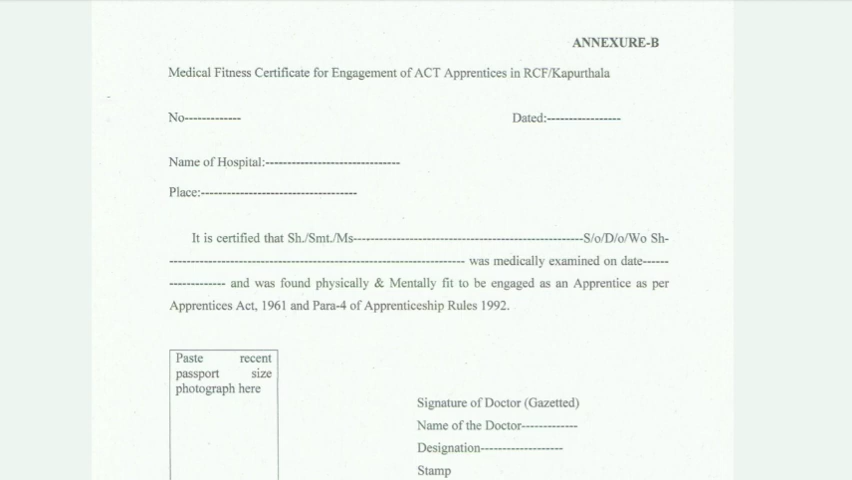 ANNEXURE-B
Medical Fitness Certificate for Engagement of ACT Apprentices in RCF/Kapurthala
No-------------
Dated:-----------------
Name of Hospital:-------------------------------
Place:------------------------------------
It is certified that Sh./Smt./Ms-----------------------------------------------------S/o/D/o/Wo Sh-
-------------------------------------------------------------------- was medically examined on date------
------------- and was found physically & Mentally fit to be engaged as an Apprentice as per
Apprentices Act, 1961 and Para-4 of Apprenticeship Rules 1992.
Paste recent
passport size
photograph here
Signature of Doctor (Gazetted)
Name of the Doctor-------------
Designation-------------------
Stamp